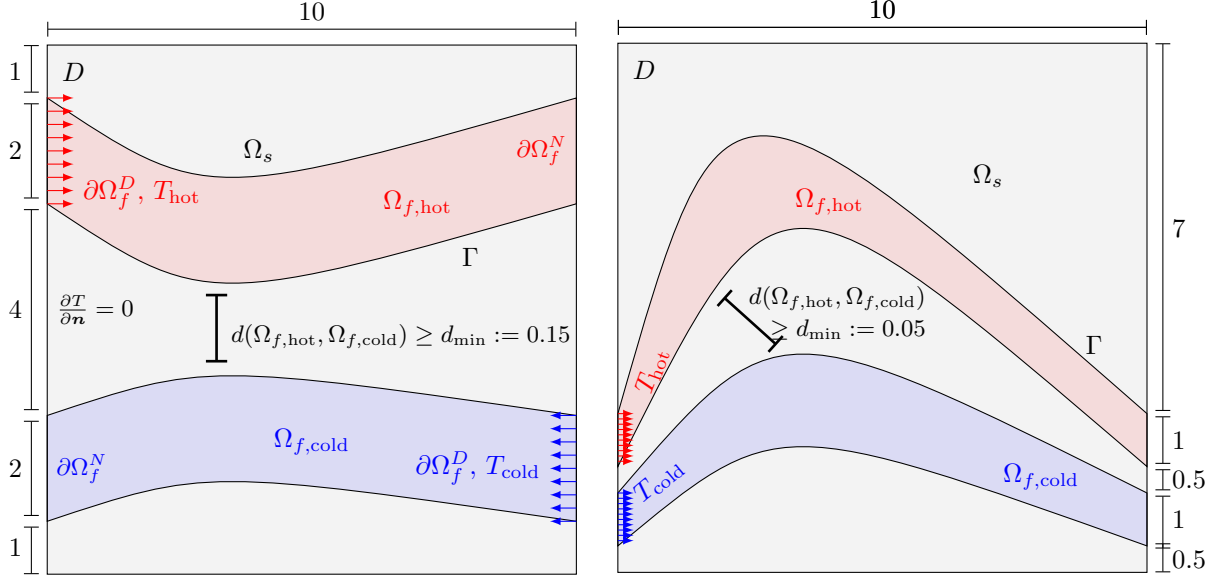 10
1
2
4
2
1
D
Ω_s
∂Ω_f^N
∂Ω_f^D, T_hot
Ω_{f,hot}
Γ
∂T/∂n = 0
d(Ω_{f,hot}, Ω_{f,cold}) ≥ d_min := 0.15
Ω_{f,cold}
∂Ω_f^N
∂Ω_f^D, T_cold
10
D
Ω_s
Ω_{f,hot}
7
d(Ω_{f,hot}, Ω_{f,cold})
≥ d_min := 0.05
Γ
T_hot
1
0.5
T_cold
Ω_{f,cold}
1
0.5